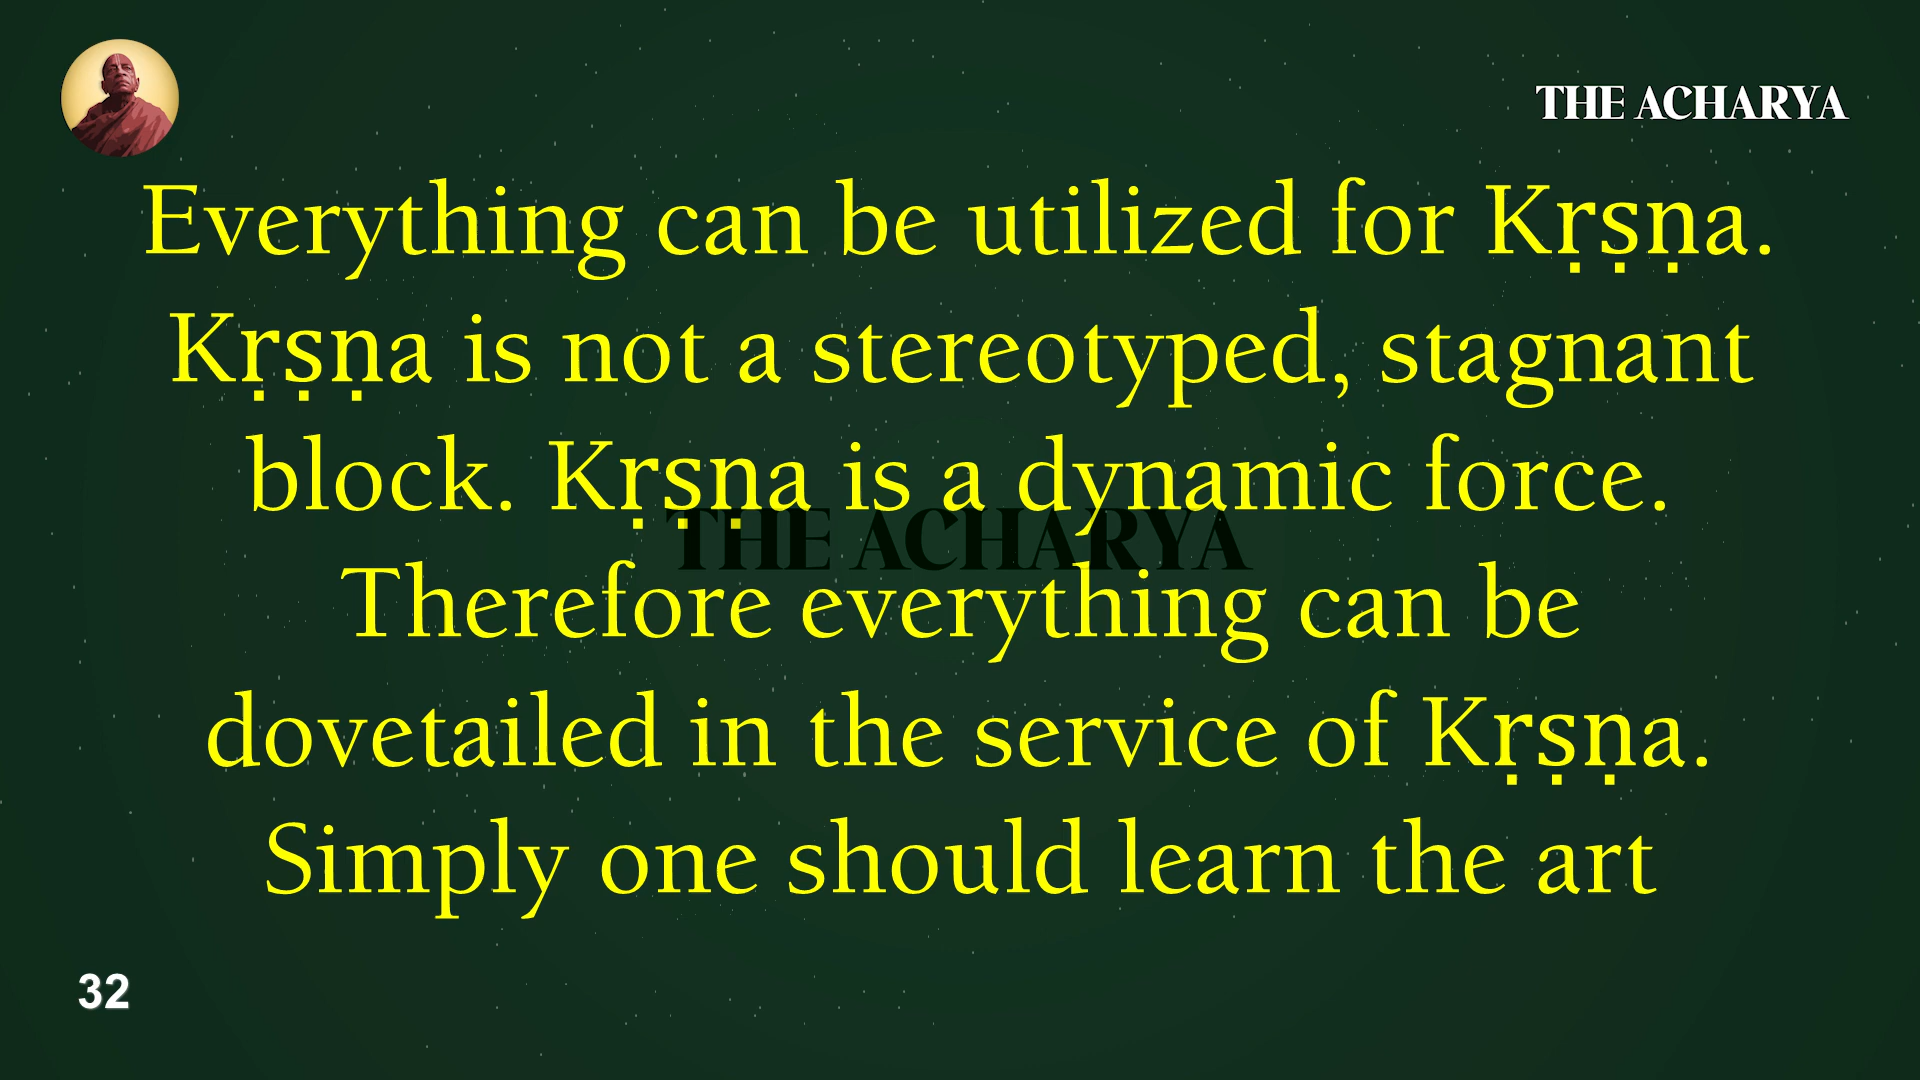 THE ACHARYA
Everything can be utilized for Kṛṣṇa.
Kṛṣṇa is not a stereotyped, stagnant
block. Kṛṣṇa is a dynamic force.
THE ACHARYA
Therefore everything can be
dovetailed in the service of Kṛṣṇa.
Simply one should learn the art
32